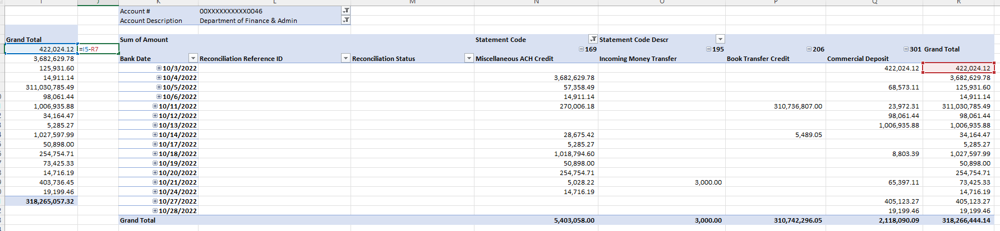 I J K L M N O P Q R
Account # 00XXXXXXXXXX0046
Account Description Department of Finance & Admin
Grand Total Sum of Amount Statement Code Statement Code Descr
422,024.12 =I5-R7 169 195 206 301 Grand Total
3,682,629.78 Bank Date Reconciliation Reference ID Reconciliation Status Miscellaneous ACH Credit Incoming Money Transfer Book Transfer Credit Commercial Deposit
125,931.60 10/3/2022 422,024.12 422,024.12
14,911.14 10/4/2022 3,682,629.78 3,682,629.78
311,030,785.49 10/5/2022 57,358.49 68,573.11 125,931.60
98,061.44 10/6/2022 14,911.14 14,911.14
1,006,935.88 10/11/2022 270,006.18 310,736,807.00 23,972.31 311,030,785.49
34,164.47 10/12/2022 98,061.44 98,061.44
5,285.27 10/13/2022 1,006,935.88 1,006,935.88
1,027,597.99 10/14/2022 28,675.42 5,489.05 34,164.47
50,898.00 10/17/2022 5,285.27 5,285.27
254,754.71 10/18/2022 1,018,794.60 8,803.39 1,027,597.99
73,425.33 10/19/2022 50,898.00 50,898.00
14,716.19 10/20/2022 254,754.71 254,754.71
403,736.45 10/21/2022 5,028.22 3,000.00 65,397.11 73,425.33
19,199.46 10/24/2022 14,716.19 14,716.19
318,265,057.32 10/27/2022 405,123.27 405,123.27
10/28/2022 19,199.46 19,199.46
Grand Total 5,403,058.00 3,000.00 310,742,296.05 2,118,090.09 318,266,444.14